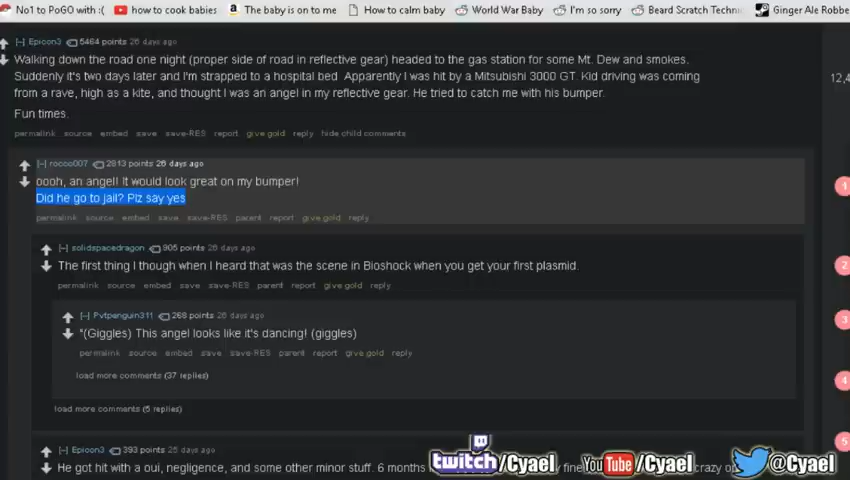 No1 to PoGO with :(
how to cook babies
The baby is on to me
How to calm baby
World War Baby
I'm so sorry
Beard Scratch Techni
Ginger Ale Robbe
[-] Epicon3 5464 points 26 days ago
Walking down the road one night (proper side of road in reflective gear) headed to the gas station for some Mt. Dew and smokes.
Suddenly it's two days later and I'm strapped to a hospital bed Apparently I was hit by a Mitsubishi 3000 GT. Kid driving was coming
from a rave, high as a kite, and thought I was an angel in my reflective gear. He tried to catch me with his bumper.
12,4
Fun times.
permalink source embed save save-RES report give gold reply hide child comments
[-] rocco007 2813 points 26 days ago
oooh, an angel! It would look great on my bumper!
1
Did he go to jail? Plz say yes
permalink source embed save save-RES parent report give gold reply
[-] solidspacedragon 905 points 26 days ago
The first thing I though when I heard that was the scene in Bioshock when you get your first plasmid.
2
permalink source embed save save-RES parent report give gold reply
[-] Pvtpenguin311 268 points 26 days ago
3
"(Giggles) This angel looks like it's dancing! (giggles)
permalink source embed save save-RES parent report give gold reply
load more comments (37 replies)
4
load more comments (5 replies)
5
[-] Epicon3 393 points 25 days ago
He got hit with a oui, negligence, and some other minor stuff. 6 months
fine
crazy
twitch/Cyael
YouTube/Cyael
@Cyael